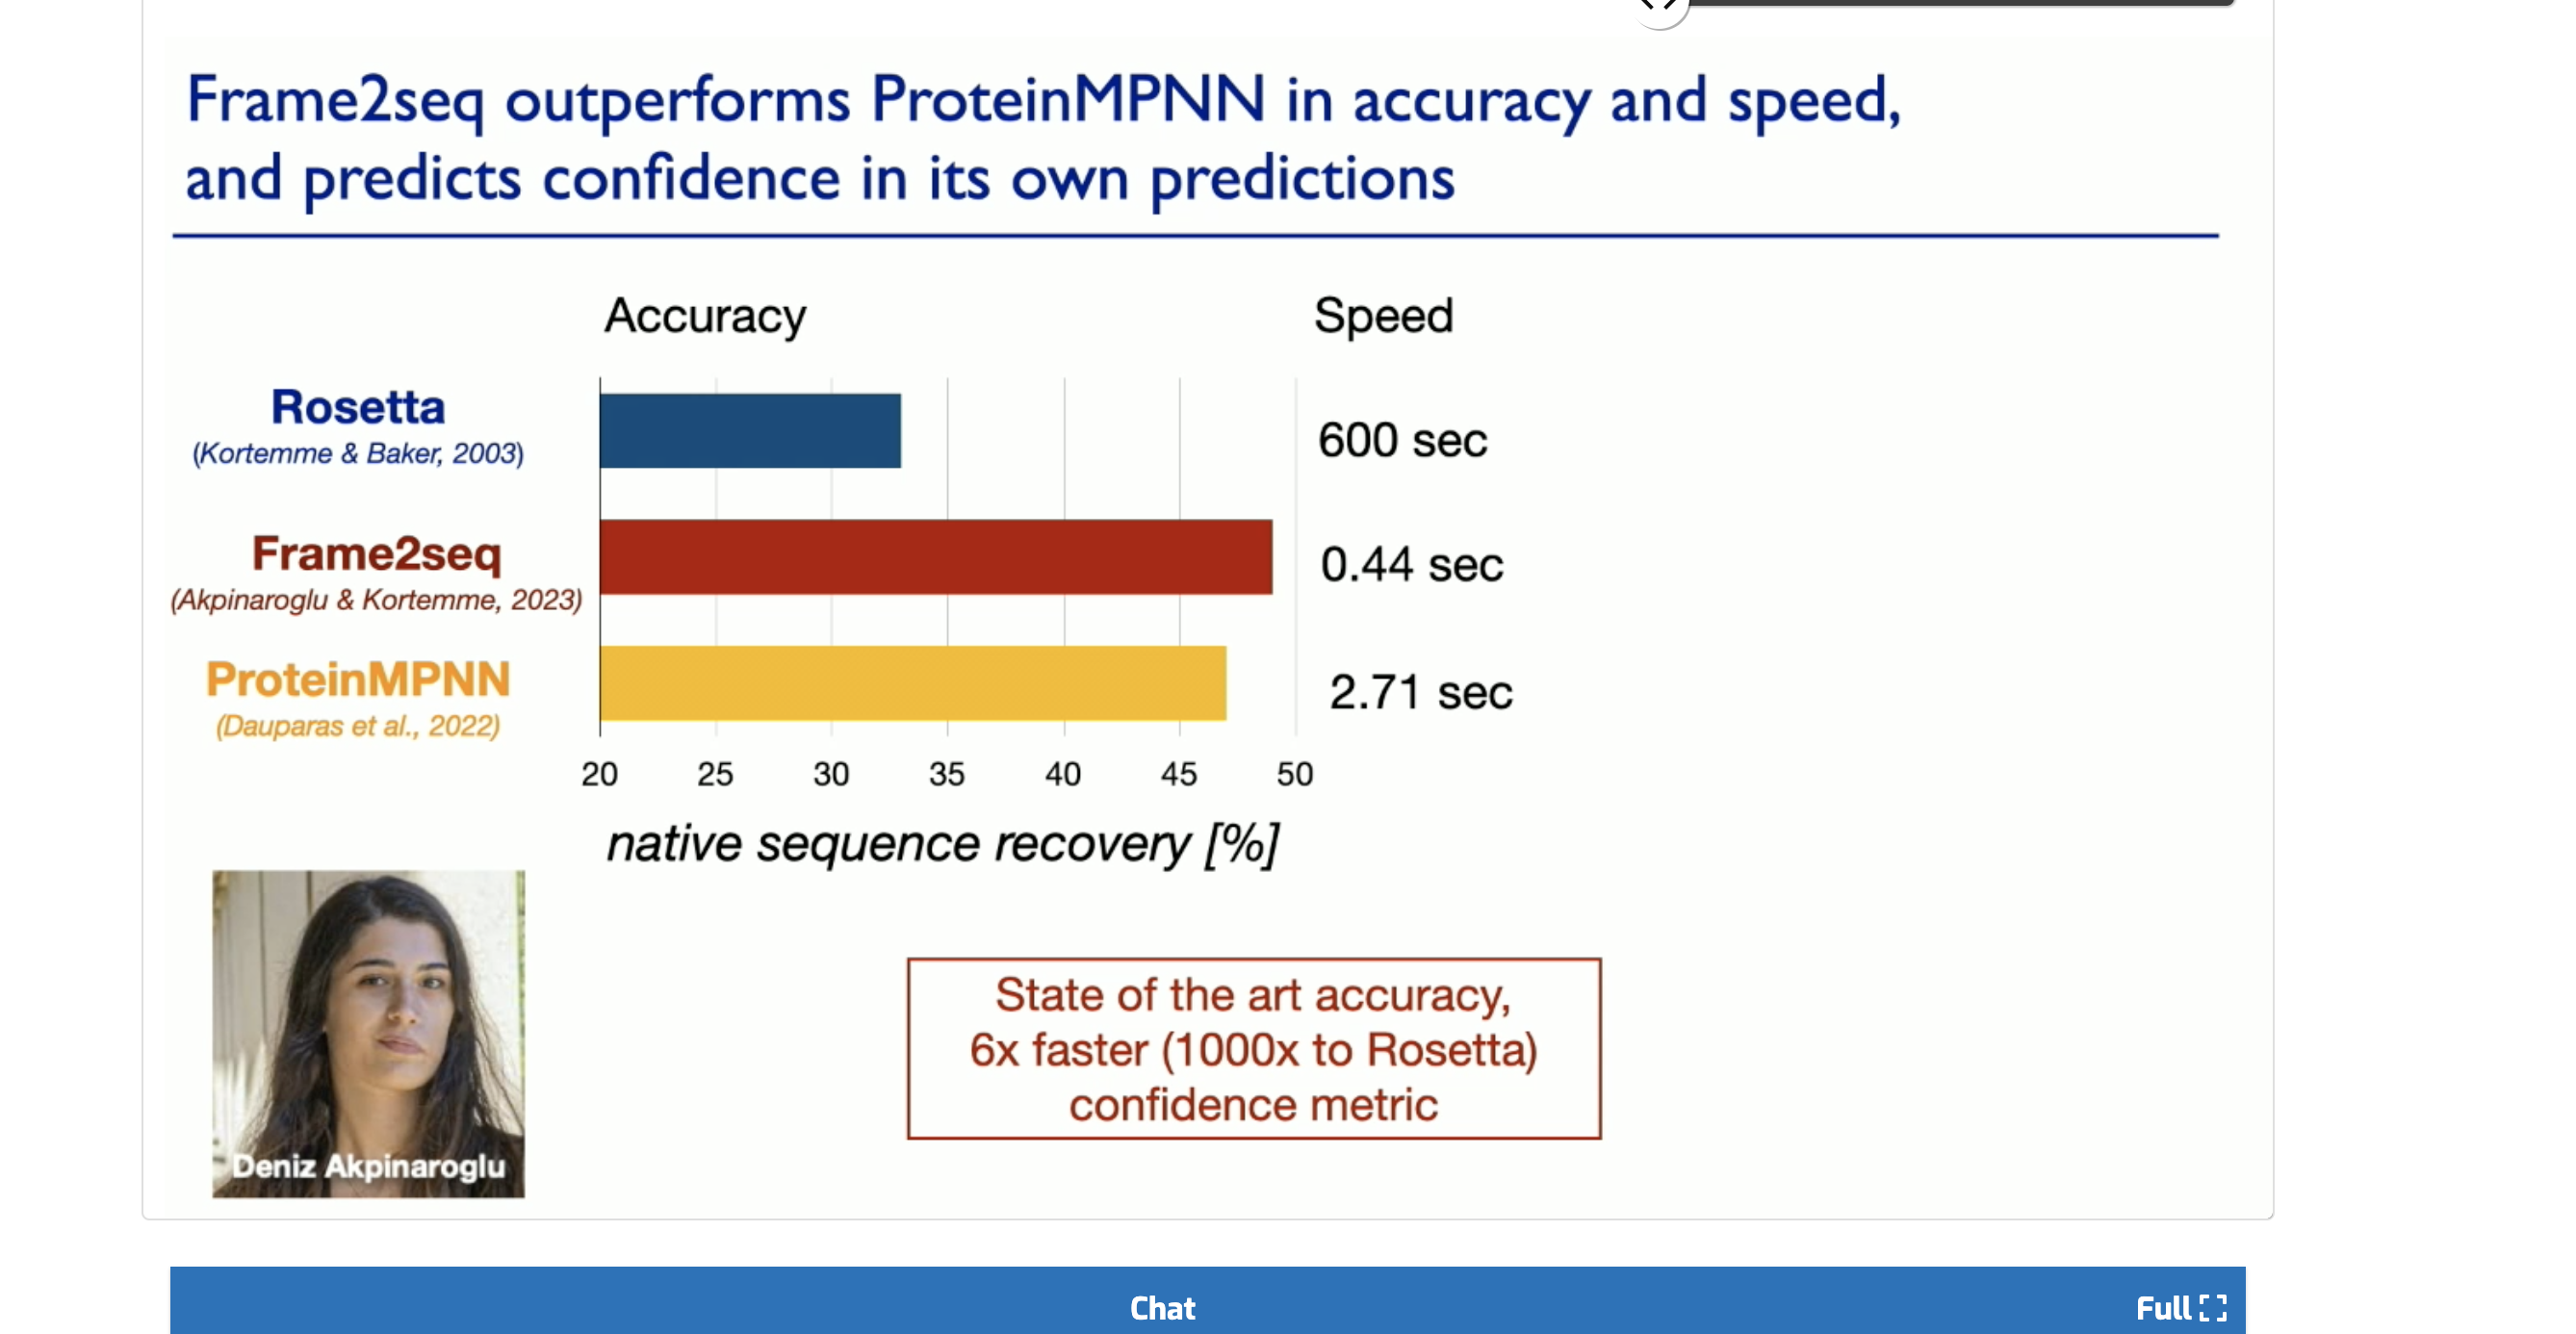 Frame2seq outperforms ProteinMPNN in accuracy and speed,
and predicts confidence in its own predictions
Accuracy
Speed
Rosetta
(Kortemme & Baker, 2003)
600 sec
Frame2seq
(Akpinaroglu & Kortemme, 2023)
0.44 sec
ProteinMPNN
(Dauparas et al., 2022)
2.71 sec
20 25 30 35 40 45 50
native sequence recovery [%]
State of the art accuracy,
6x faster (1000x to Rosetta)
confidence metric
Deniz Akpinaroglu
Chat
Full